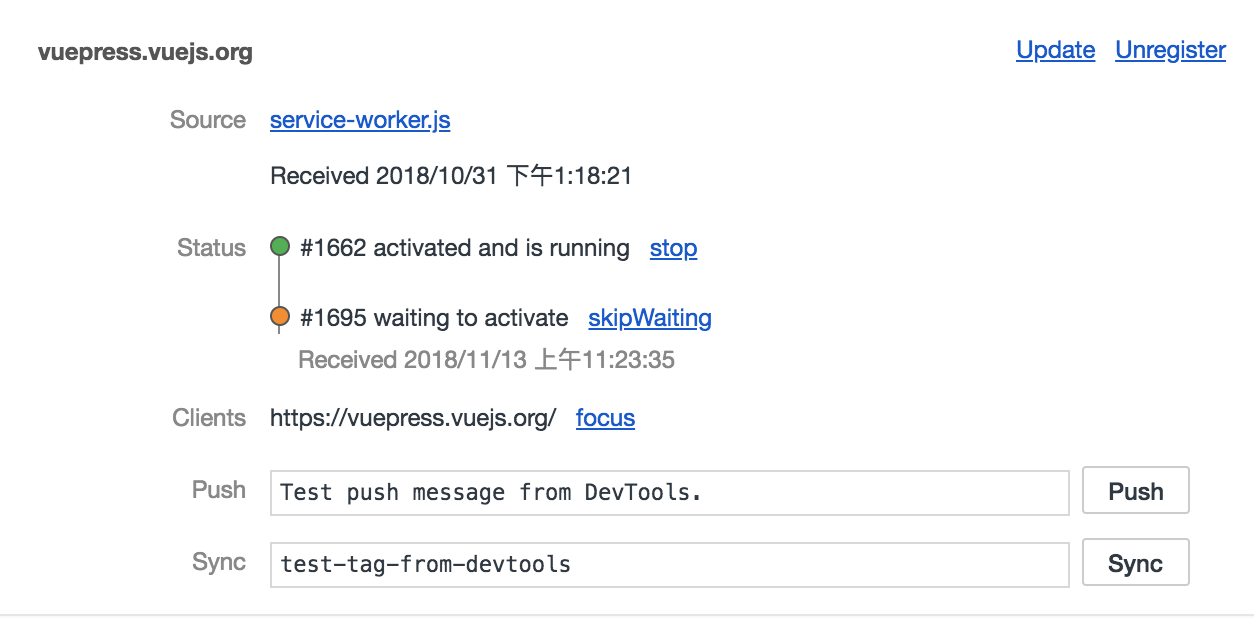 vuepress.vuejs.org Update Unregister
Source service-worker.js
Received 2018/10/31 下午1:18:21
Status #1662 activated and is running stop
#1695 waiting to activate skipWaiting
Received 2018/11/13 上午11:23:35
Clients https://vuepress.vuejs.org/ focus
Push Test push message from DevTools. Push
Sync test-tag-from-devtools Sync